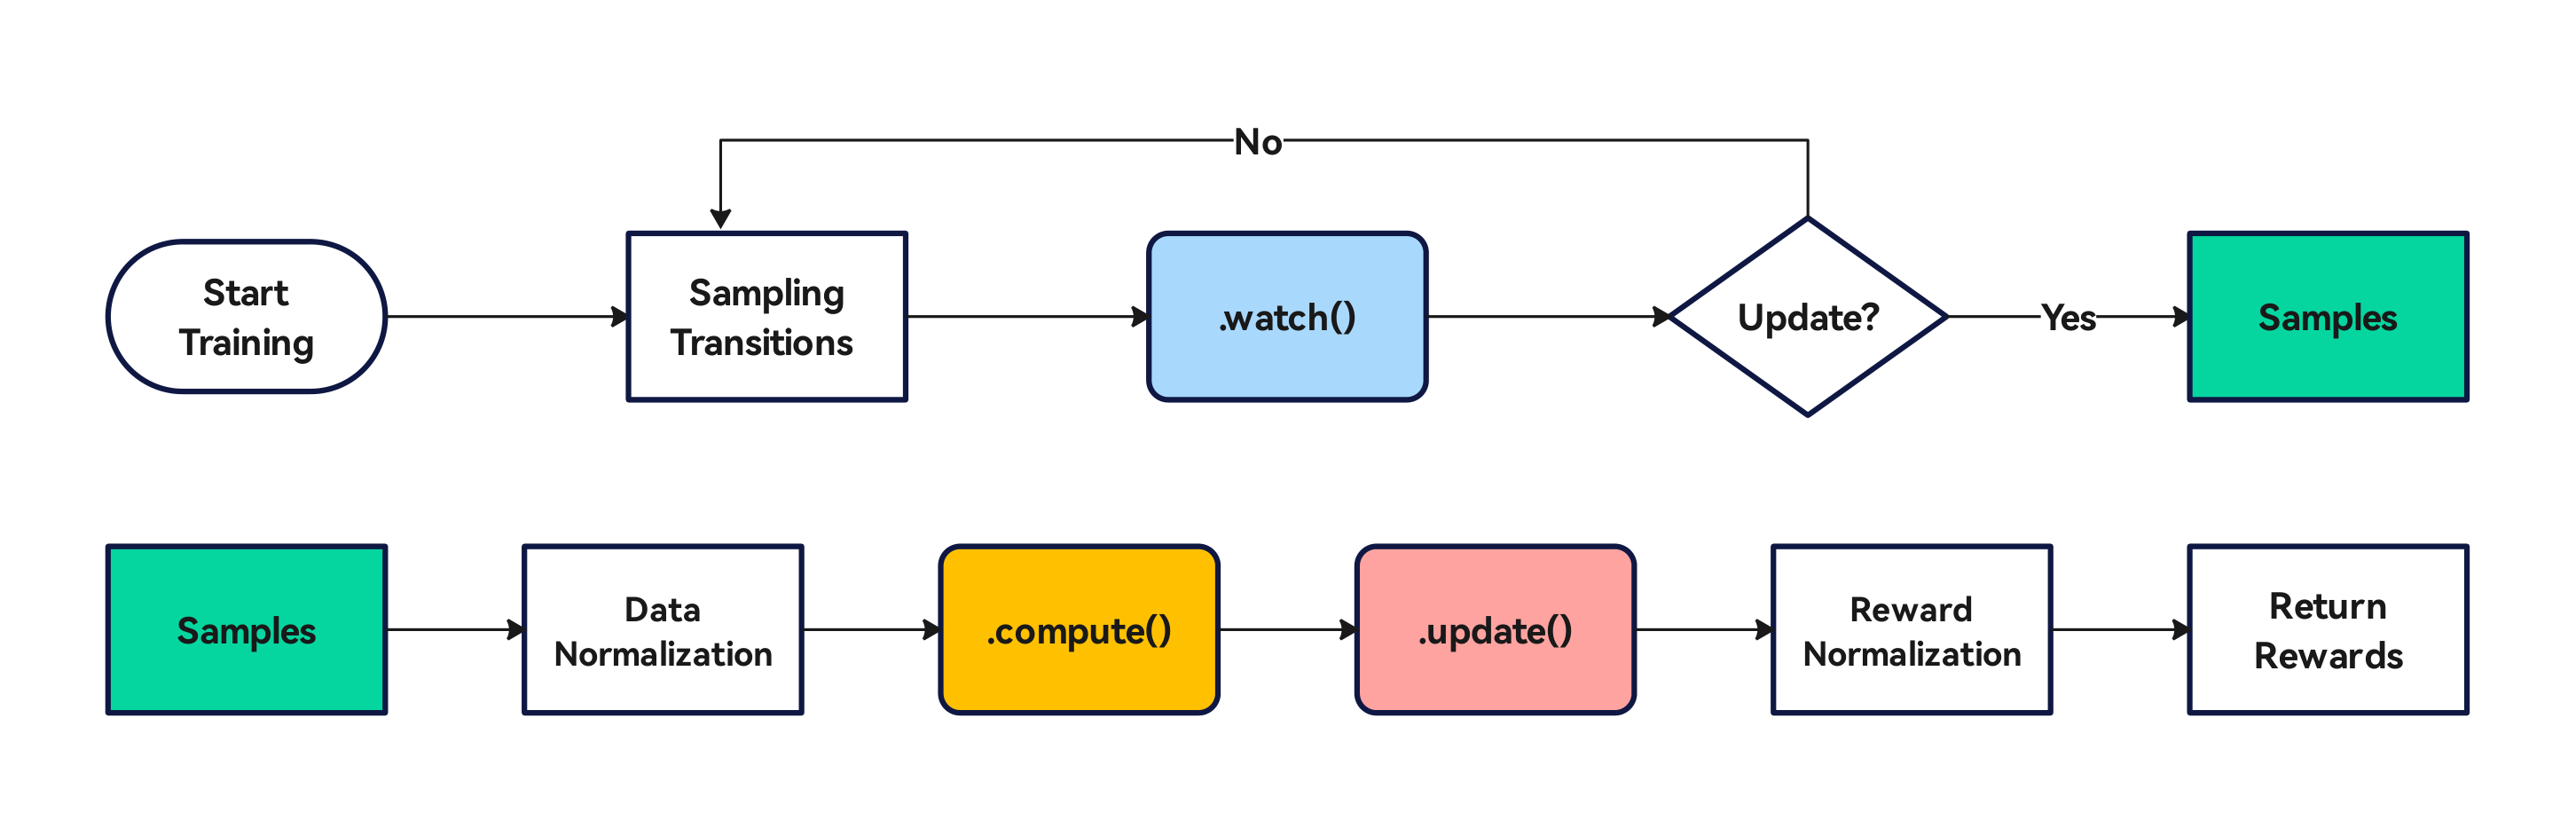 No
Start
Training
Sampling
Transitions
.watch()
Update?
Yes
Samples
Samples
Data
Normalization
.compute()
.update()
Reward
Normalization
Return
Rewards